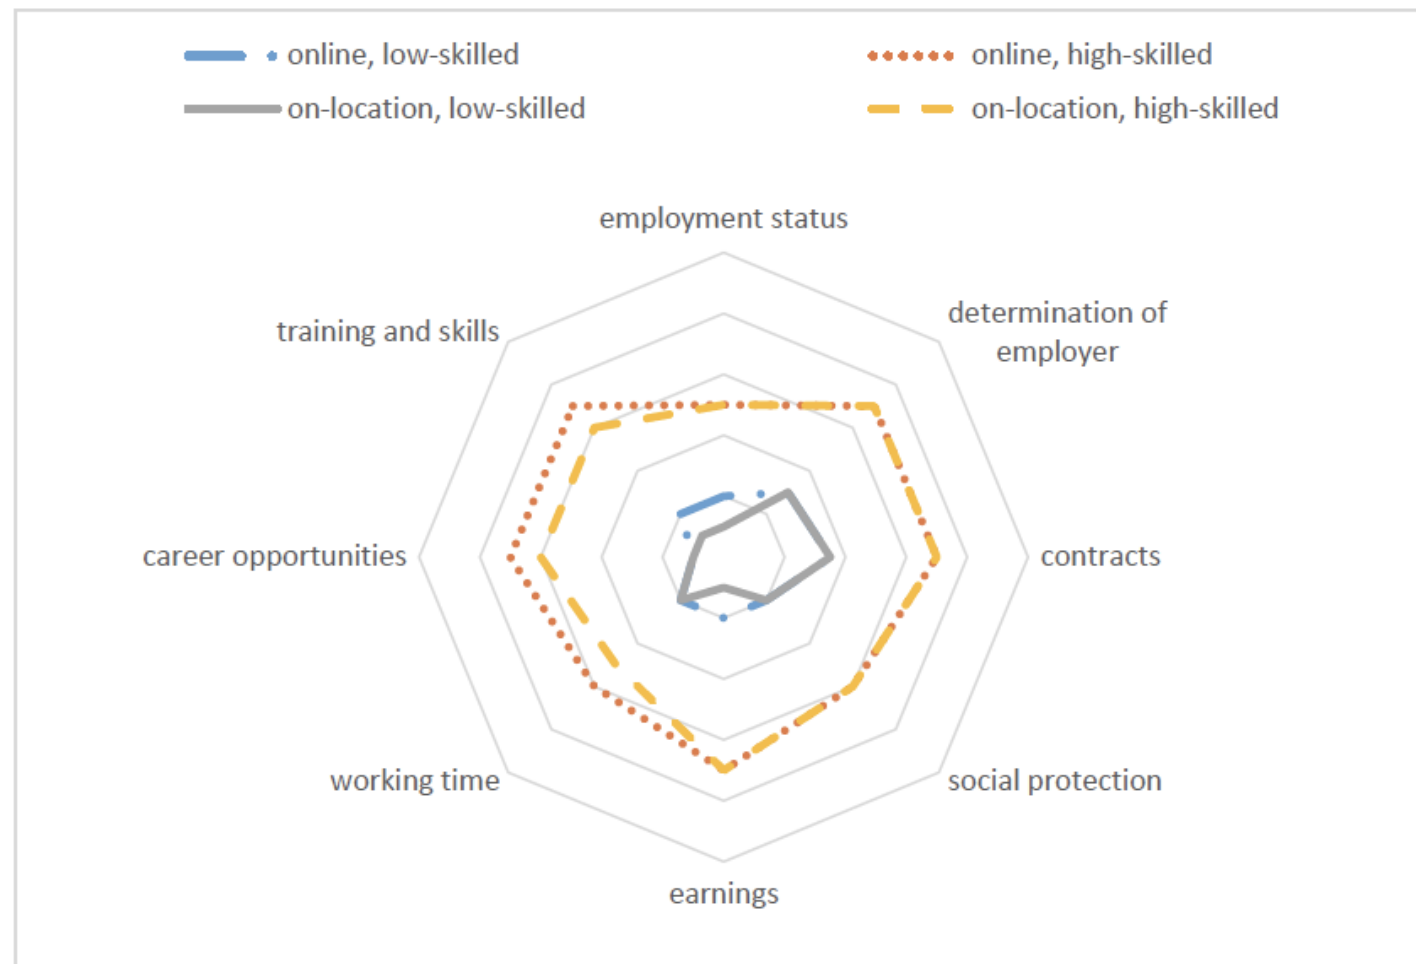 online, low-skilled
online, high-skilled
on-location, low-skilled
on-location, high-skilled
employment status
determination of
employer
training and skills
career opportunities
contracts
working time
social protection
earnings